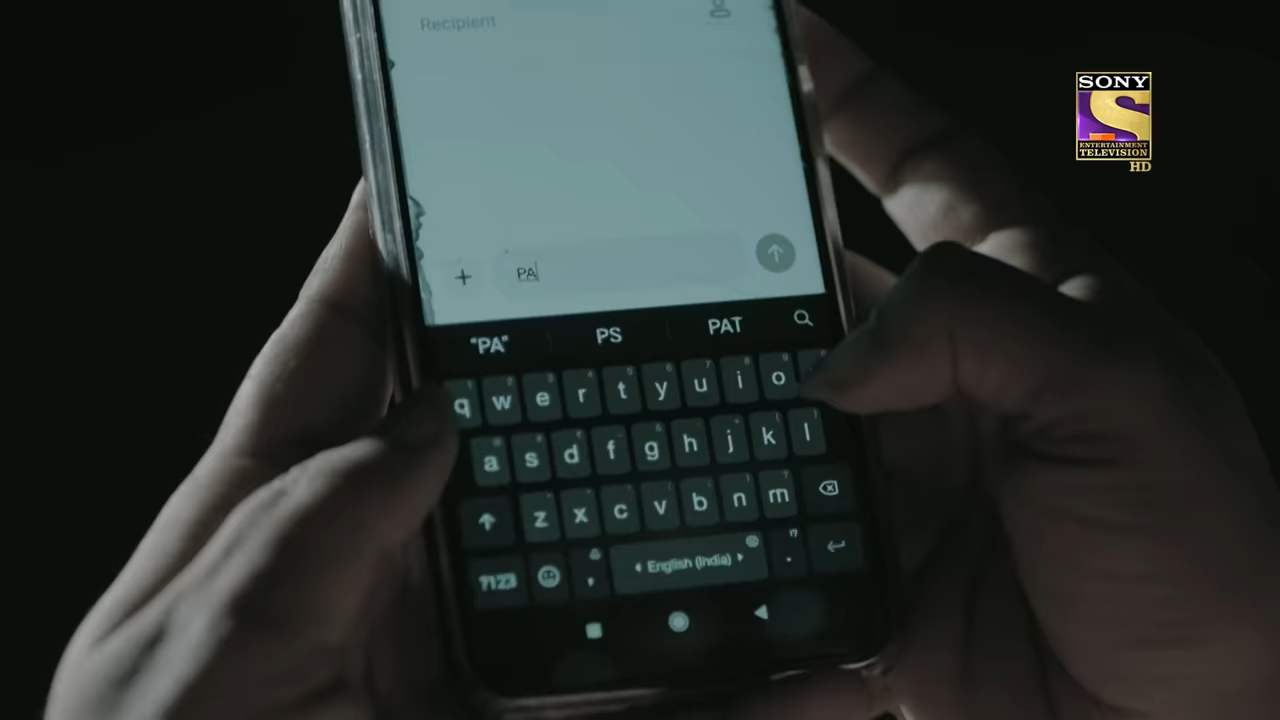 Recipient
SONY
ENTERTAINMENT
TELEVISION
HD
PA
"PA" PS PAT
q w e r t y u i o
a s d f g h j k l
z x c v b n m
?123 , English (India) .